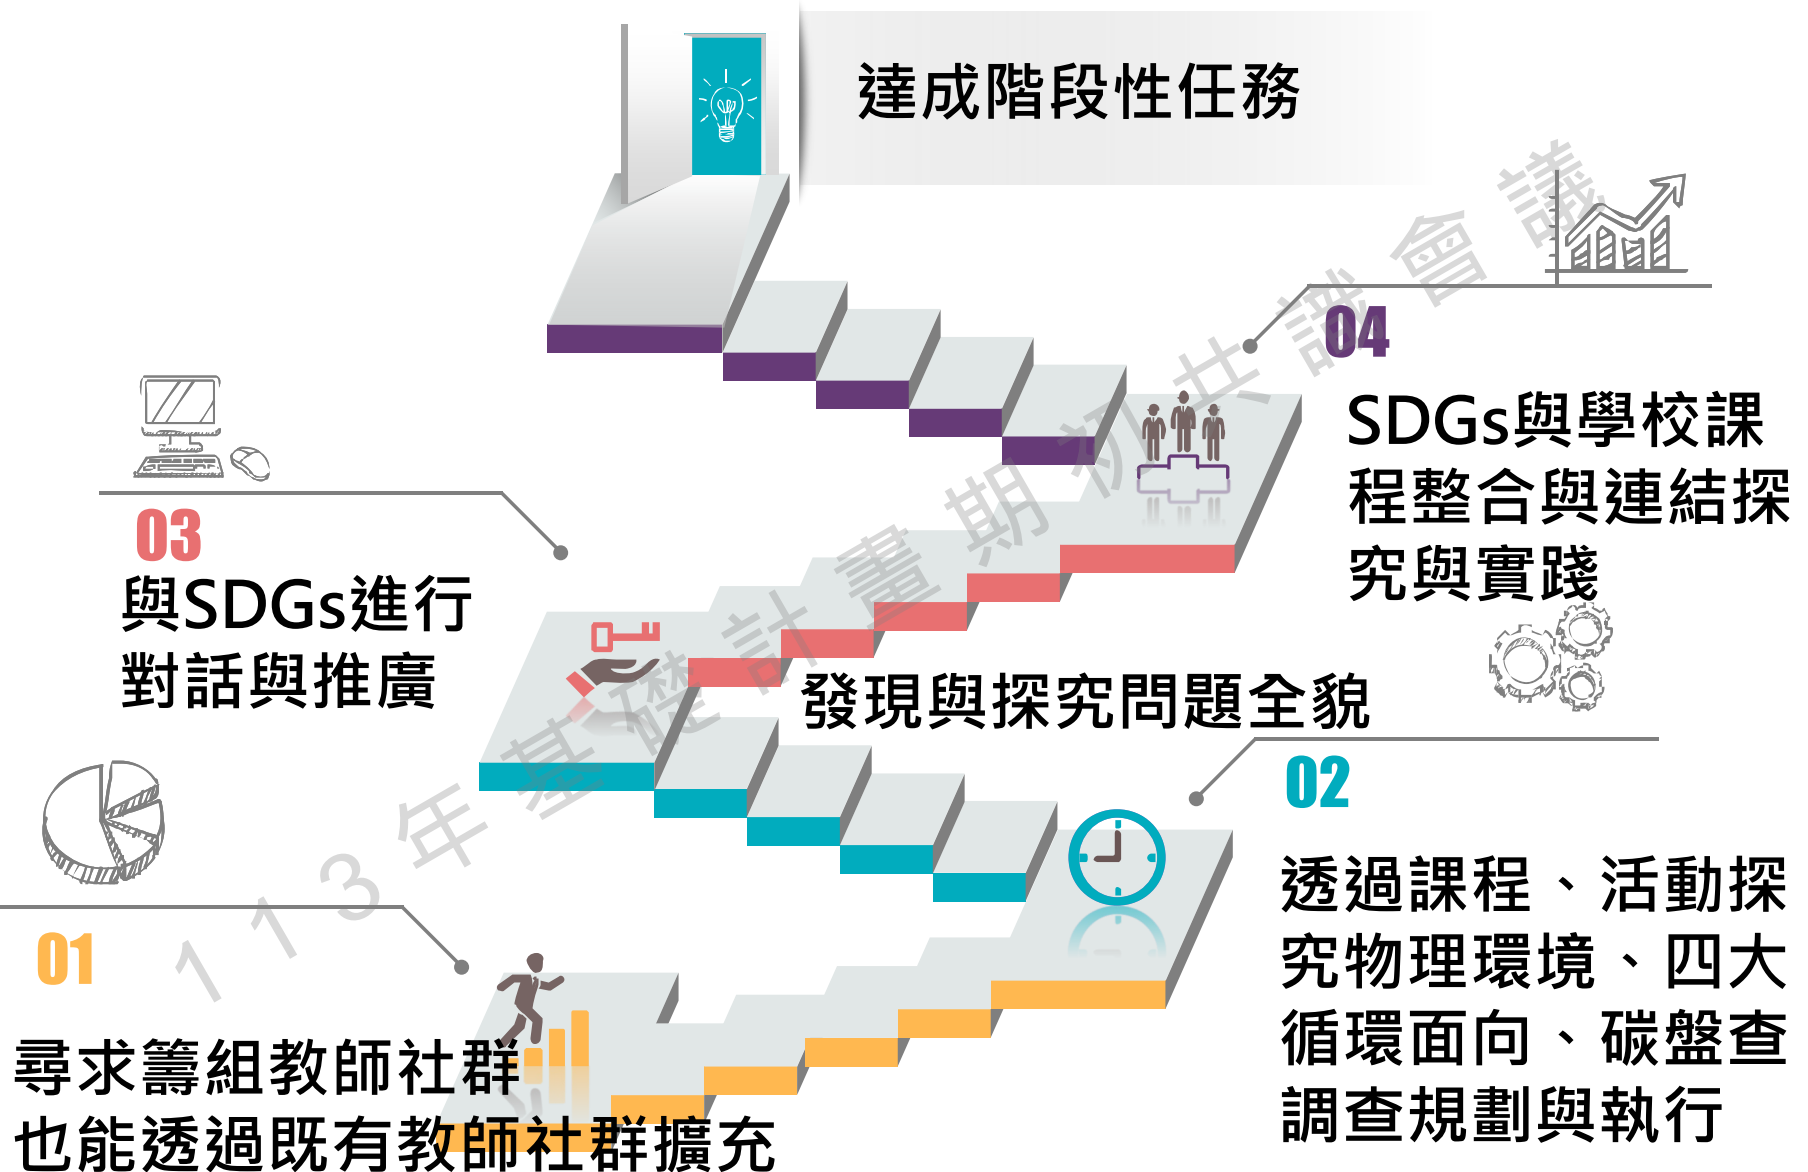 達成階段性任務
04
SDGs與學校課
程整合與連結探
究與實踐
03
與SDGs進行
對話與推廣
發現與探究問題全貌
02
透過課程、活動探
究物理環境、四大
循環面向、碳盤查
調查規劃與執行
01
尋求籌組教師社群
也能透過既有教師社群擴充
113年基礎計畫期初共識會議